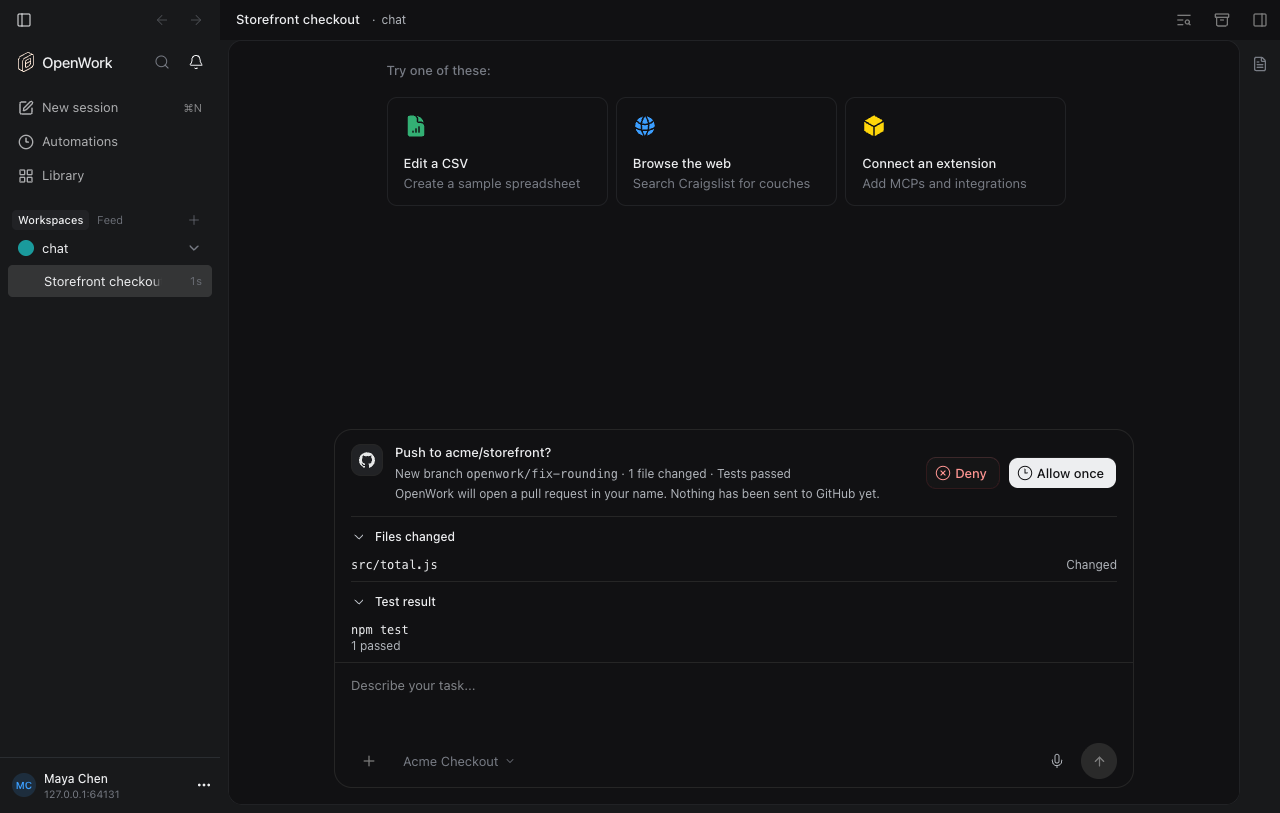 Storefront checkout · chat
OpenWork
New session ⌘N
Automations
Library
Workspaces Feed
chat
Storefront checkou 1s
Maya Chen
MC
127.0.0.1:64131
Try one of these:
Edit a CSV
Create a sample spreadsheet
Browse the web
Search Craigslist for couches
Connect an extension
Add MCPs and integrations
Push to acme/storefront?
New branch openwork/fix-rounding · 1 file changed · Tests passed
OpenWork will open a pull request in your name. Nothing has been sent to GitHub yet.
Deny
Allow once
Files changed
src/total.js Changed
Test result
npm test
1 passed
Describe your task...
Acme Checkout